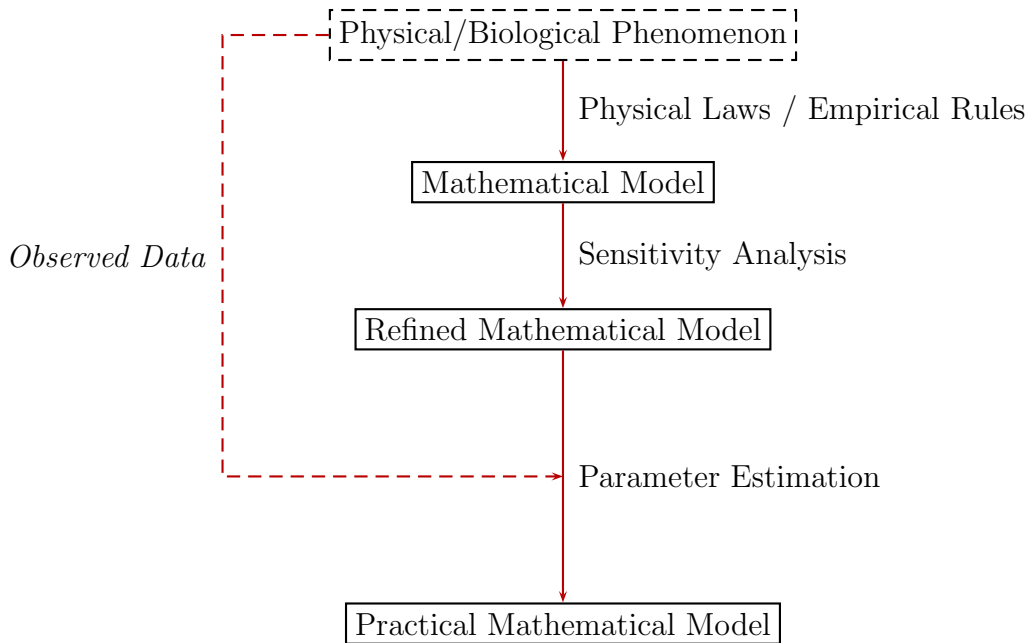 Physical/Biological Phenomenon
Physical Laws / Empirical Rules
Mathematical Model
Observed Data
Sensitivity Analysis
Refined Mathematical Model
Parameter Estimation
Practical Mathematical Model